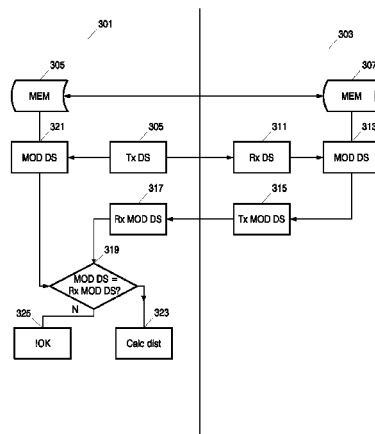 301
303
305
307
MEM
MEM
321
305
311
313
MOD DS
Tx DS
Rx DS
MOD DS
317
315
Rx MOD DS
Tx MOD DS
319
MOD DS =
Rx MOD DS?
N
325
323
!OK
Calc dist